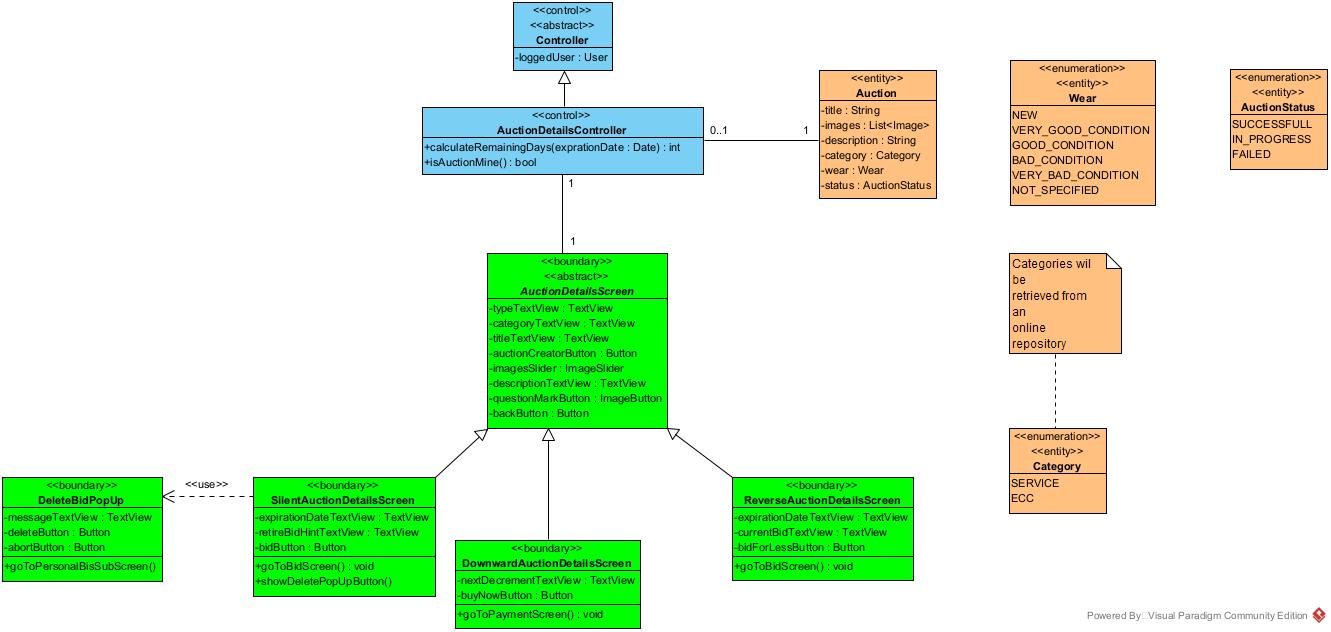 <<control>>
<<abstract>>
Controller
-loggedUser : User
<<control>>
AuctionDetailsController
+calculateRemainingDays(exprationDate : Date) : int
+isAuctionMine() : bool
0..1
1
<<entity>>
Auction
-title : String
-images : List<Image>
-description : String
-category : Category
-wear : Wear
-status : AuctionStatus
<<enumeration>>
<<entity>>
Wear
NEW
VERY_GOOD_CONDITION
GOOD_CONDITION
BAD_CONDITION
VERY_BAD_CONDITION
NOT_SPECIFIED
<<enumeration>>
<<entity>>
AuctionStatus
SUCCESSFULL
IN_PROGRESS
FAILED
1
1
<<boundary>>
<<abstract>>
AuctionDetailsScreen
-typeTextView : TextView
-categoryTextView : TextView
-titleTextView : TextView
-auctionCreatorButton : Button
-imagesSlider : ImageSlider
-descriptionTextView : TextView
-questionMarkButton : ImageButton
-backButton : Button
Categories wil
be
retrieved from
an
online
repository
<<enumeration>>
<<entity>>
Category
SERVICE
ECC
<<boundary>>
DeleteBidPopUp
-messageTextView : TextView
-deleteButton : Button
-abortButton : Button
+goToPersonalBisSubScreen()
<<use>>
<<boundary>>
SilentAuctionDetailsScreen
-expirationDateTextView : TextView
-retireBidHintTextView : TextView
-bidButton : Button
+goToBidScreen() : void
+showDeletePopUpButton()
<<boundary>>
DownwardAuctionDetailsScreen
-nextDecrementTextView : TextView
-buyNowButton : Button
+goToPaymentScreen() : void
<<boundary>>
ReverseAuctionDetailsScreen
-expirationDateTextView : TextView
-currentBidTextView : TextView
-bidForLessButton : Button
+goToBidScreen() : void
Powered By Visual Paradigm Community Edition